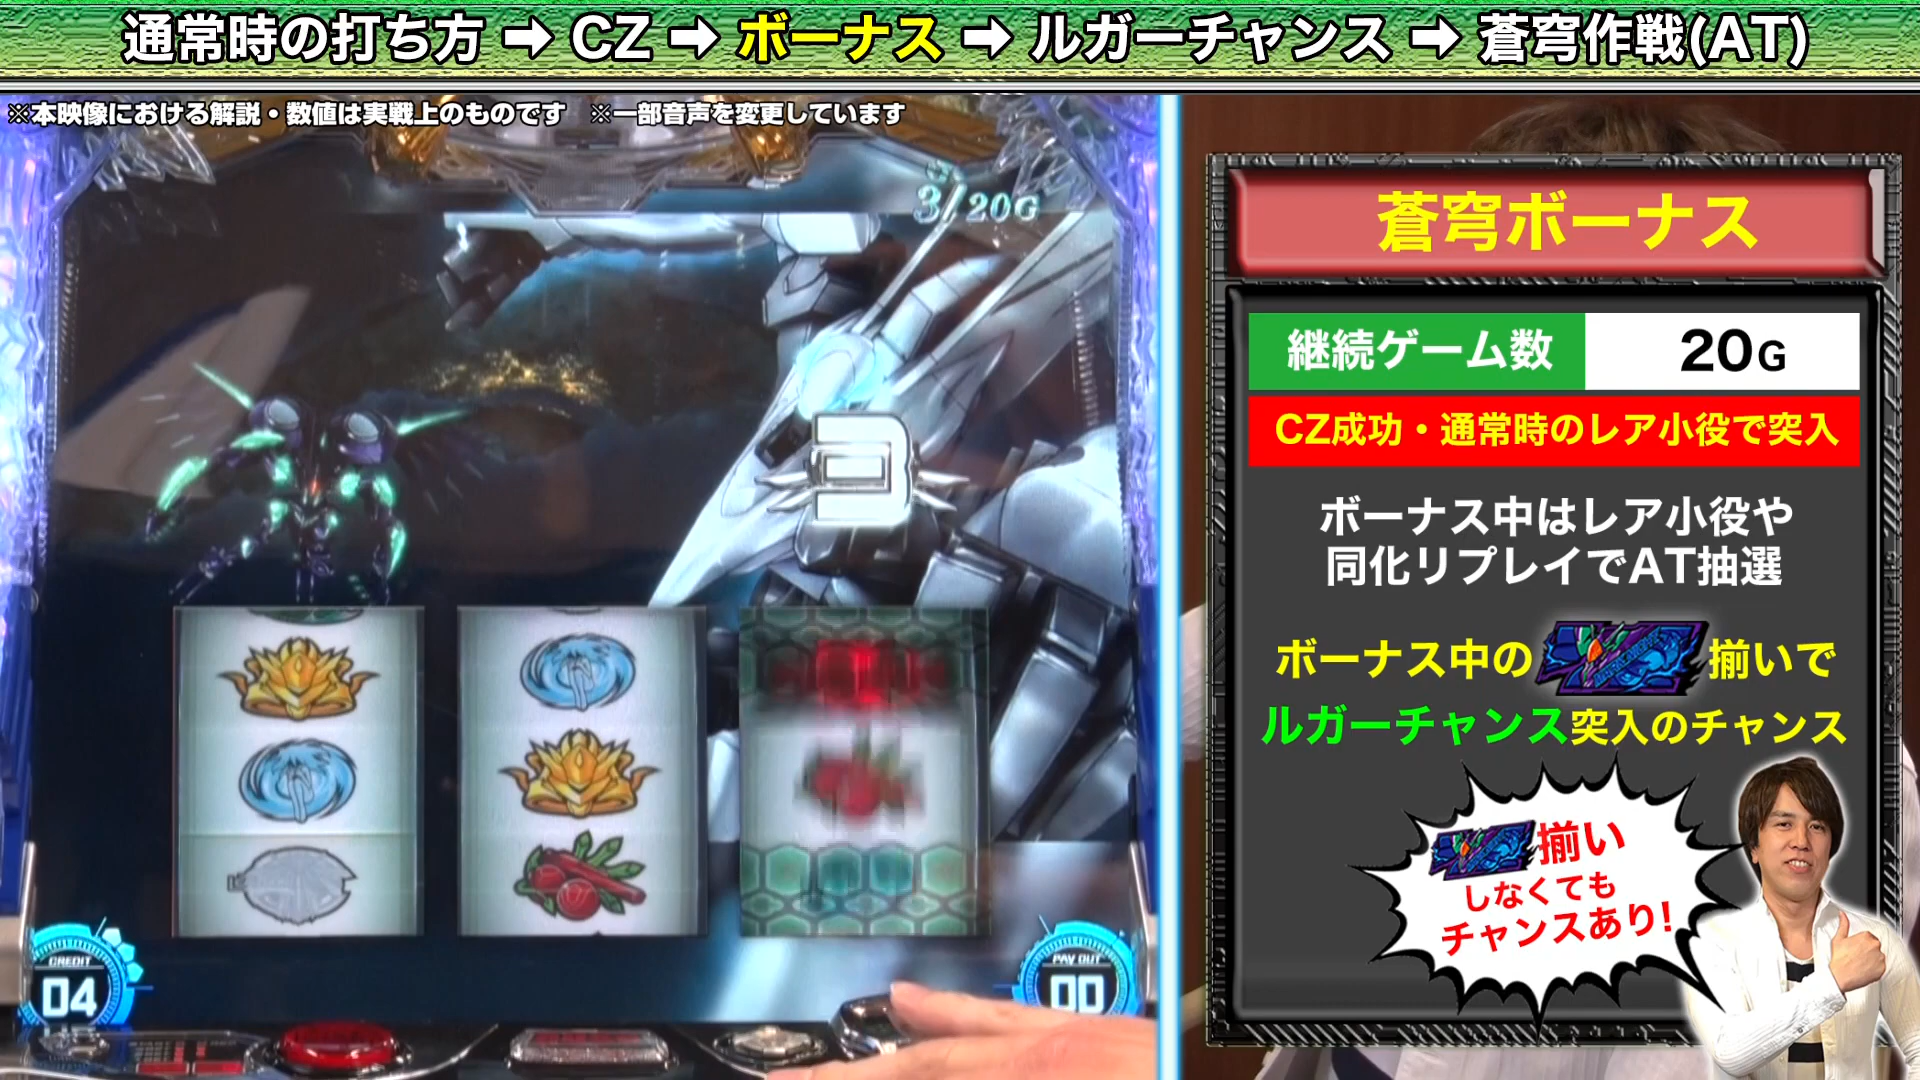 通常時の打ち方 ➡ CZ ➡ ボーナス ➡ ルガーチャンス ➡ 蒼穹作戦(AT)
※本映像における解説・数値は実戦上のものです ※一部音声を変更しています
3/20G
3
CREDIT
04
PAY OUT
00
蒼穹ボーナス
継続ゲーム数 20G
CZ成功・通常時のレア小役で突入
ボーナス中はレア小役や
同化リプレイでAT抽選
ボーナス中の 揃いで
ルガーチャンス突入のチャンス
揃い
しなくても
チャンスあり!